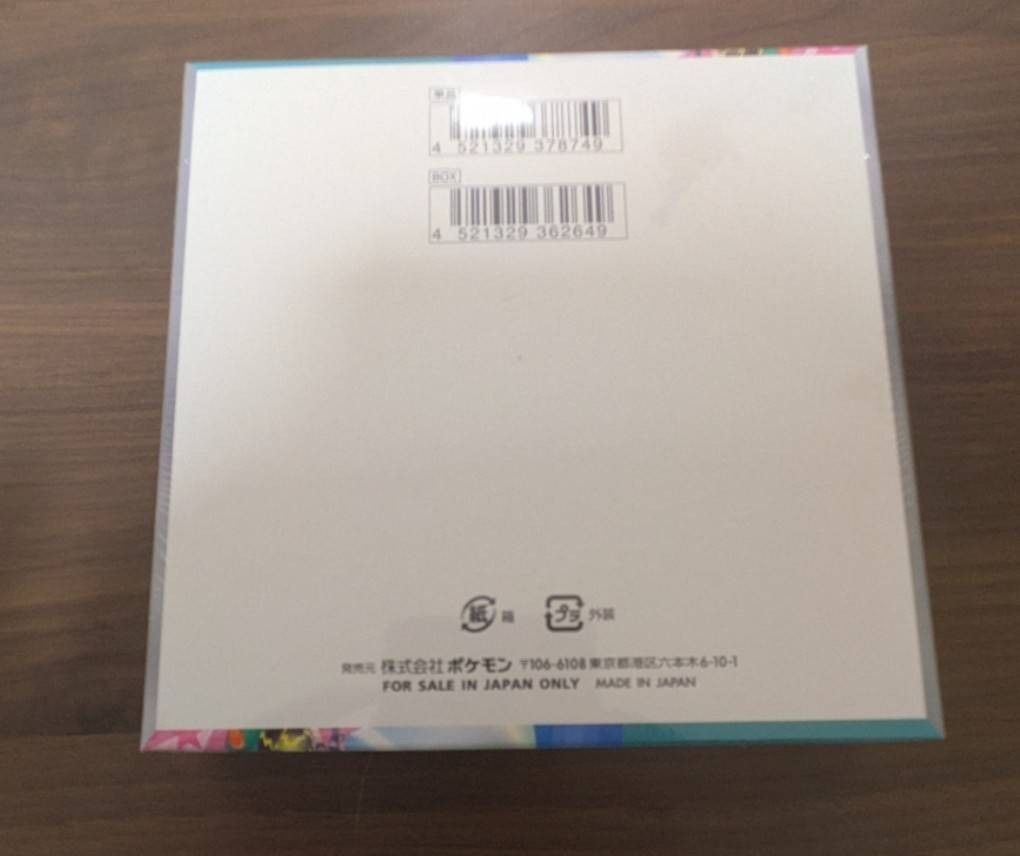 単品
4 521329 378749
BOX
4 521329 362649
紙 箱 プラ 外装
発売元 株式会社 ポケモン 〒106-6108 東京都港区六本木6-10-1
FOR SALE IN JAPAN ONLY MADE IN JAPAN